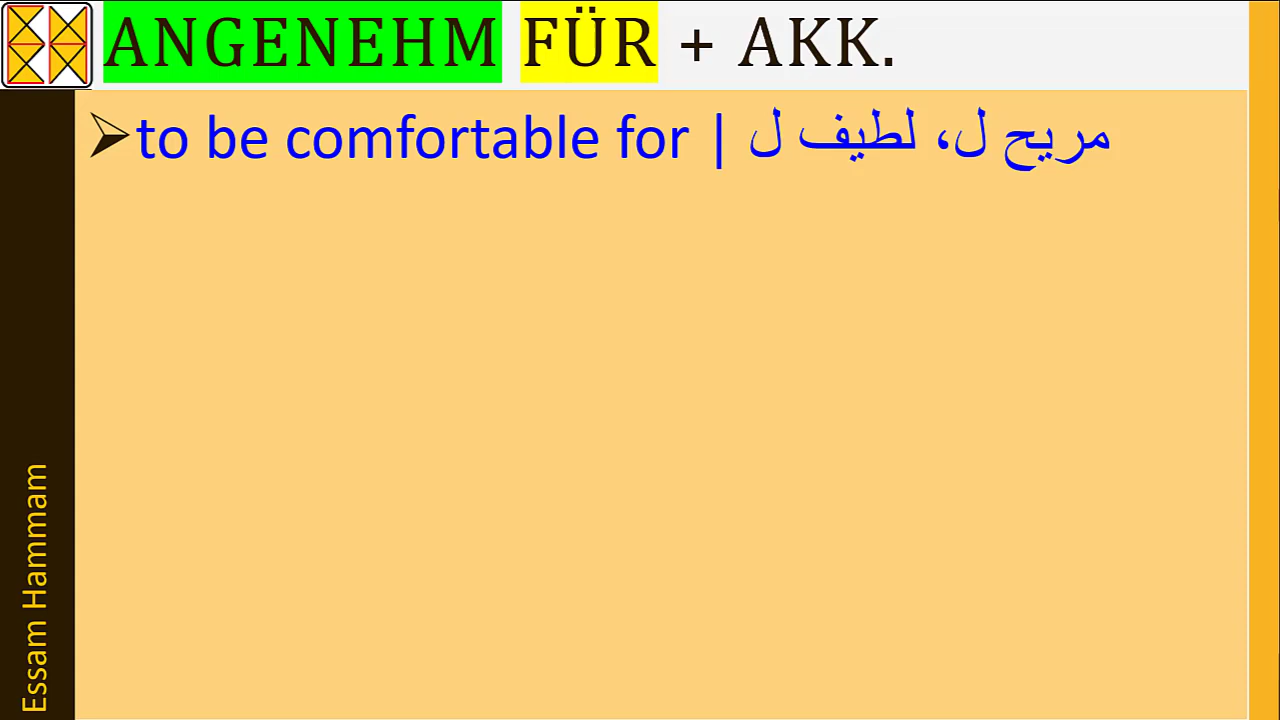 ANGENEHM FÜR + AKK.
to be comfortable for | مريح ل، لطيف ل
Essam Hammam